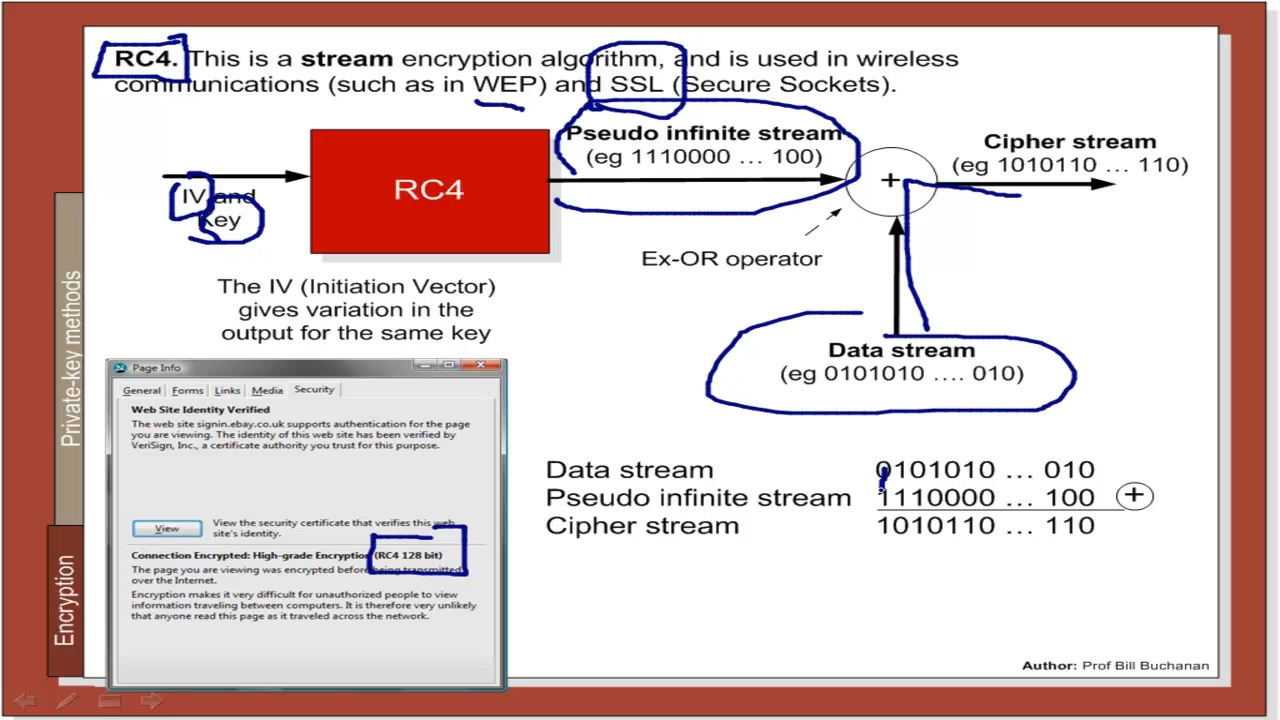 RC4. This is a stream encryption algorithm, and is used in wireless
communications (such as in WEP) and SSL (Secure Sockets).
Pseudo infinite stream
(eg 1110000 … 100)
Cipher stream
(eg 1010110 … 110)
IV and
Key
RC4
+
Ex-OR operator
The IV (Initiation Vector)
gives variation in the
output for the same key
Data stream
(eg 0101010 …. 010)
Page Info
General Forms Links Media Security
Web Site Identity Verified
The web site signin.ebay.co.uk supports authentication for the page
you are viewing. The identity of this web site has been verified by
VeriSign, Inc., a certificate authority you trust for this purpose.
View
View the security certificate that verifies this web
site's identity.
Connection Encrypted: High-grade Encryption (RC4 128 bit)
The page you are viewing was encrypted before being transmitted
over the Internet.
Encryption makes it very difficult for unauthorized people to view
information traveling between computers. It is therefore very unlikely
that anyone read this page as it traveled across the network.
Data stream 0101010 … 010
Pseudo infinite stream 1110000 … 100 +
Cipher stream 1010110 … 110
Private-key methods
Encryption
Author: Prof Bill Buchanan